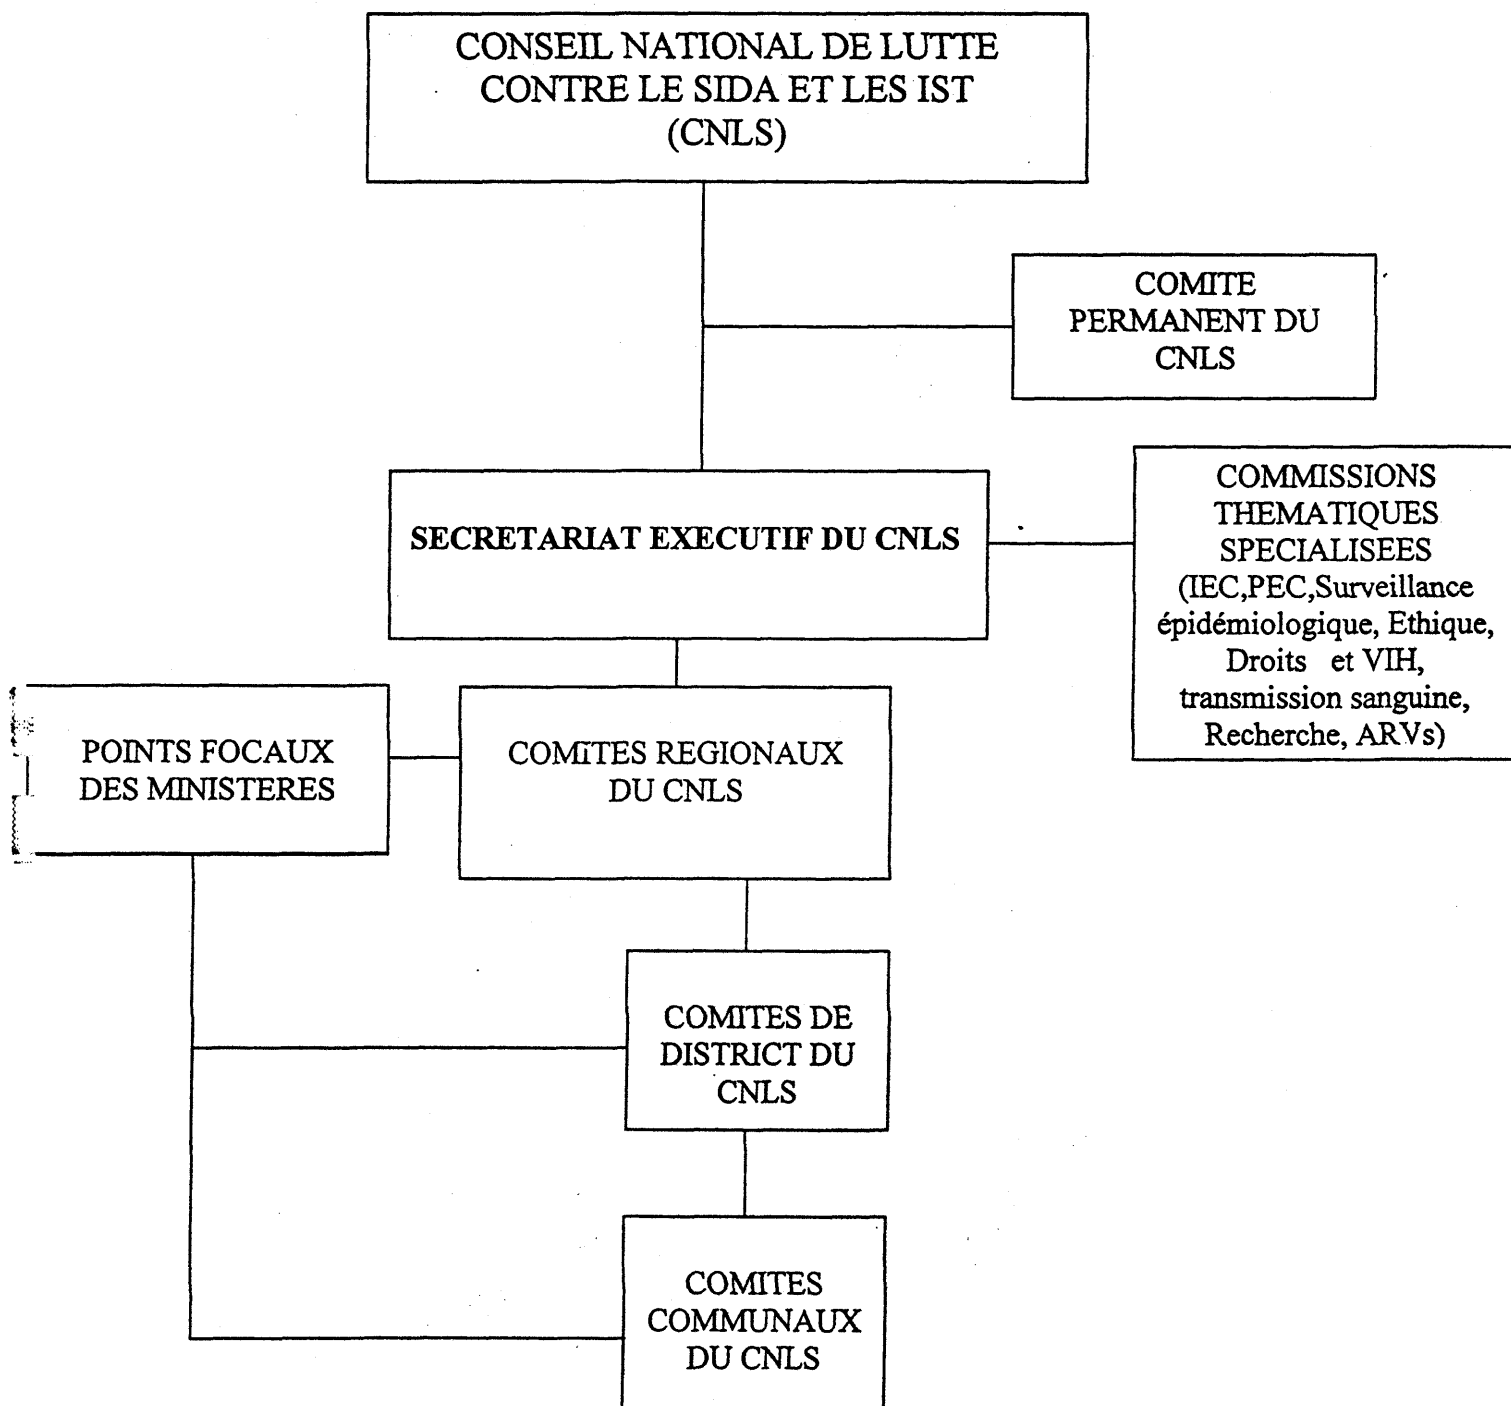 CONSEIL NATIONAL DE LUTTE
CONTRE LE SIDA ET LES IST
(CNLS)
COMITE
PERMANENT DU
CNLS
SECRETARIAT EXECUTIF DU CNLS
COMMISSIONS
THEMATIQUES
SPECIALISEES
(IEC,PEC,Surveillance
épidémiologique, Ethique,
Droits et VIH,
transmission sanguine,
Recherche, ARVs)
POINTS FOCAUX
DES MINISTERES
COMITES REGIONAUX
DU CNLS
COMITES DE
DISTRICT DU
CNLS
COMITES
COMMUNAUX
DU CNLS